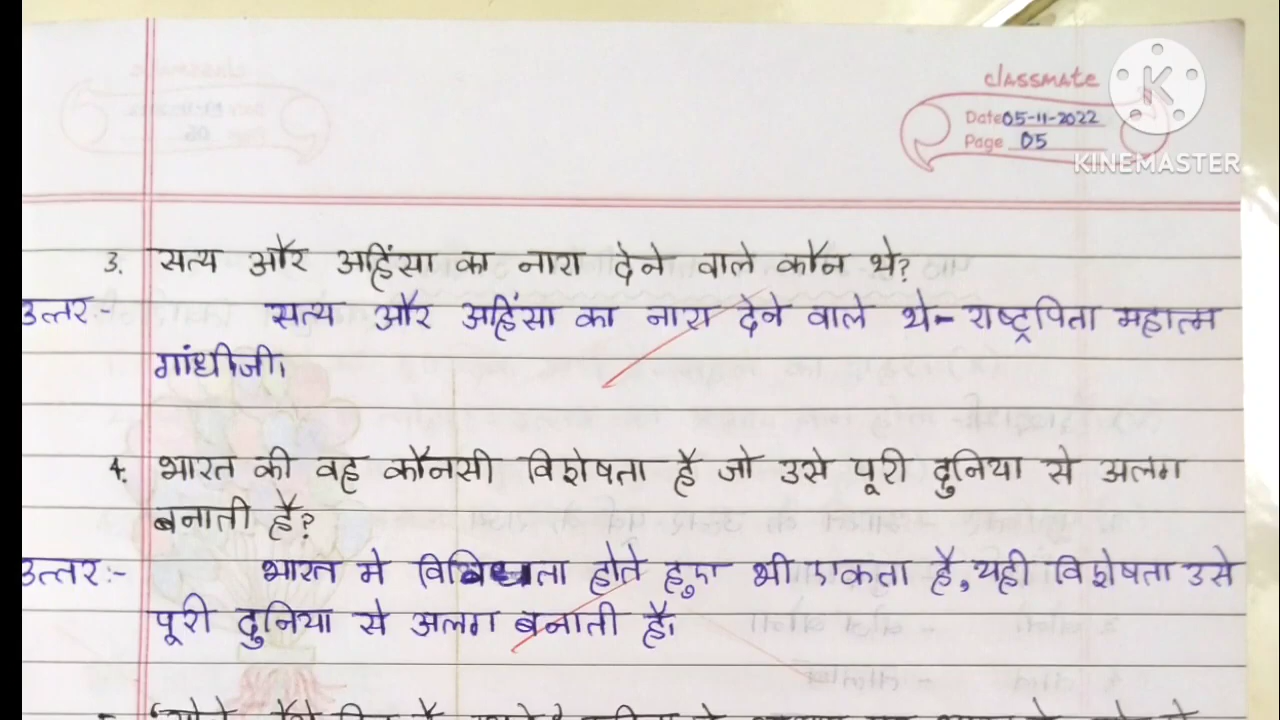 classmate
Date 05-11-2022
Page 05
KINEMASTER
3. सत्य और अहिंसा का नारा देने वाले कौन थे?
उत्तर:- सत्य और अहिंसा का नारा देने वाले थे- राष्ट्रपिता महात्म
गांधीजी।
4. भारत की वह कौनसी विशेषता है जो उसे पूरी दुनिया से अलग
बनाती है?
उत्तर:- भारत मे विविधता होते हुए भी एकता है, यही विशेषता उसे
पूरी दुनिया से अलग बनाती है।